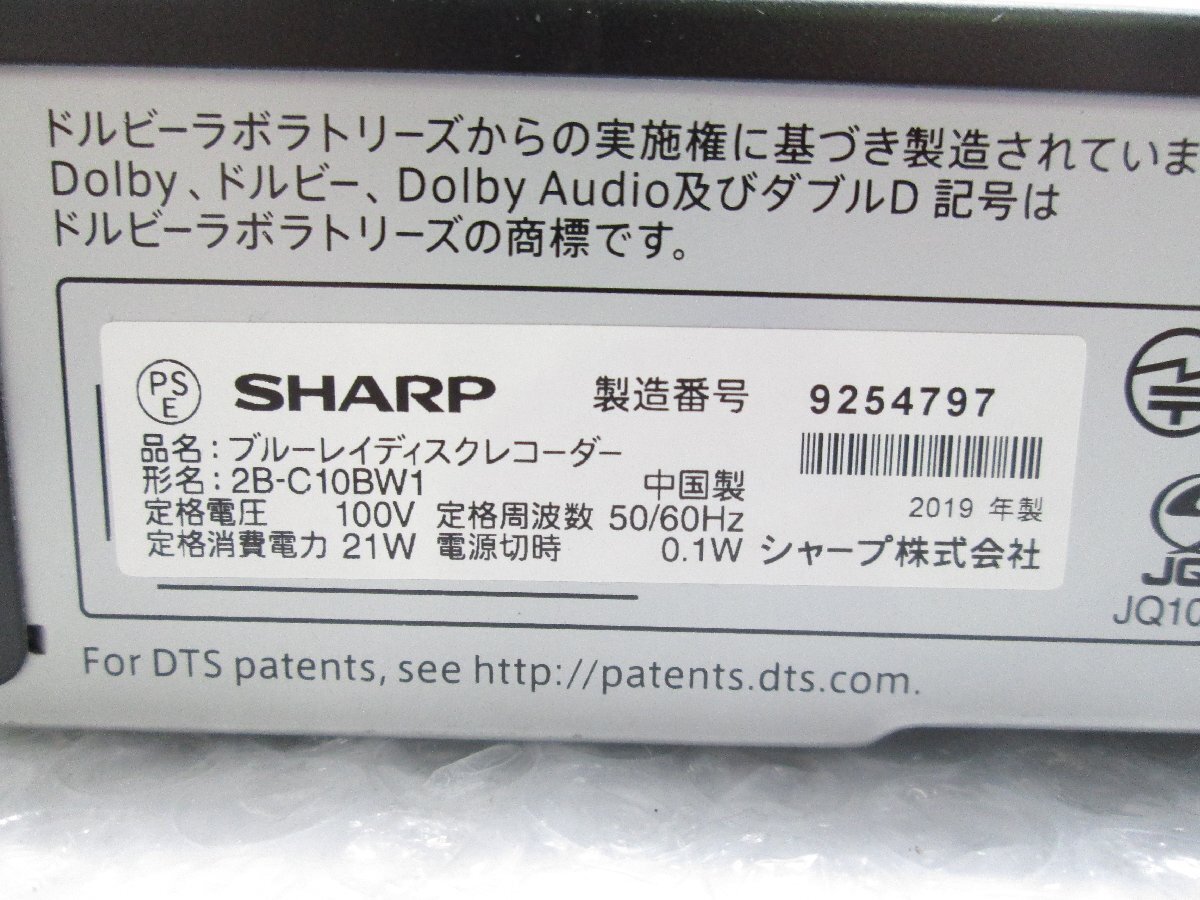 ドルビーラボラトリーズからの実施権に基づき製造されていま
Dolby、ドルビー、Dolby Audio及びダブルD 記号は
ドルビーラボラトリーズの商標です。
PS
E
SHARP 製造番号 9254797
品名：ブルーレイディスクレコーダー
形名：2B-C10BW1 中国製
2019 年製
定格電圧 100V 定格周波数 50/60Hz
定格消費電力 21W 電源切時 0.1W シャープ株式会社
JQ10
For DTS patents, see http://patents.dts.com.